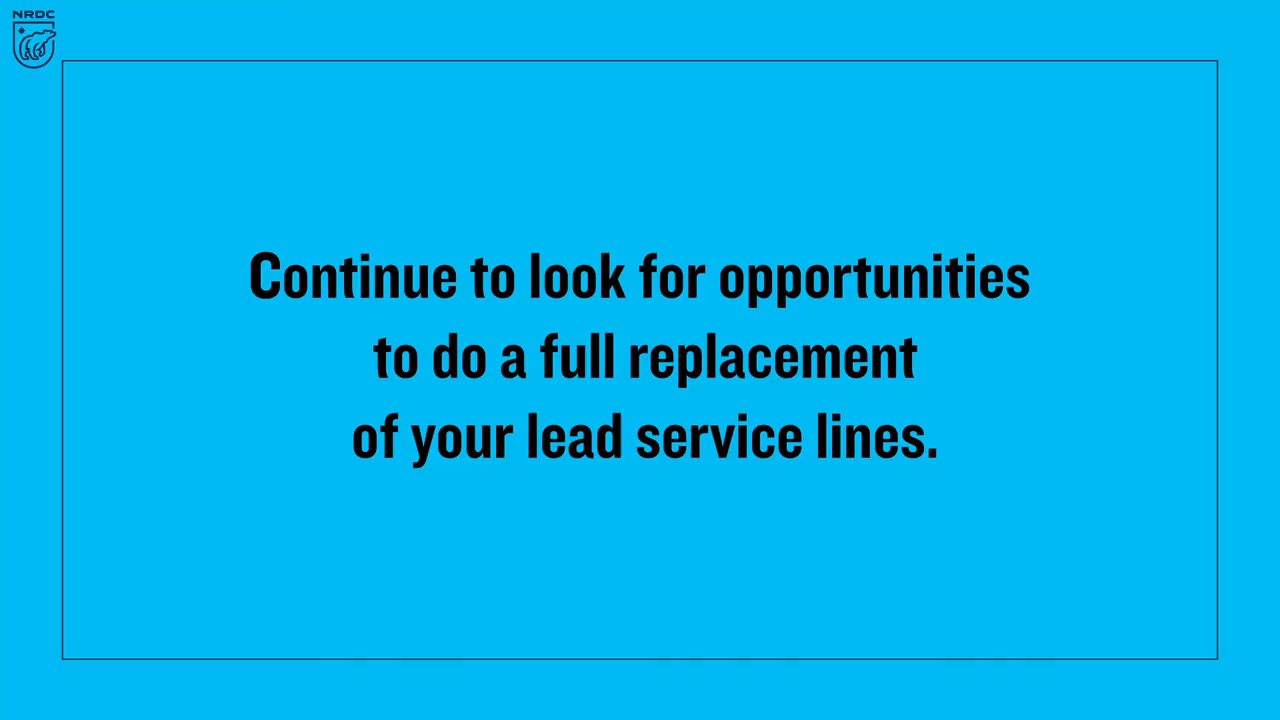 NRDC
Continue to look for opportunities
to do a full replacement
of your lead service lines.